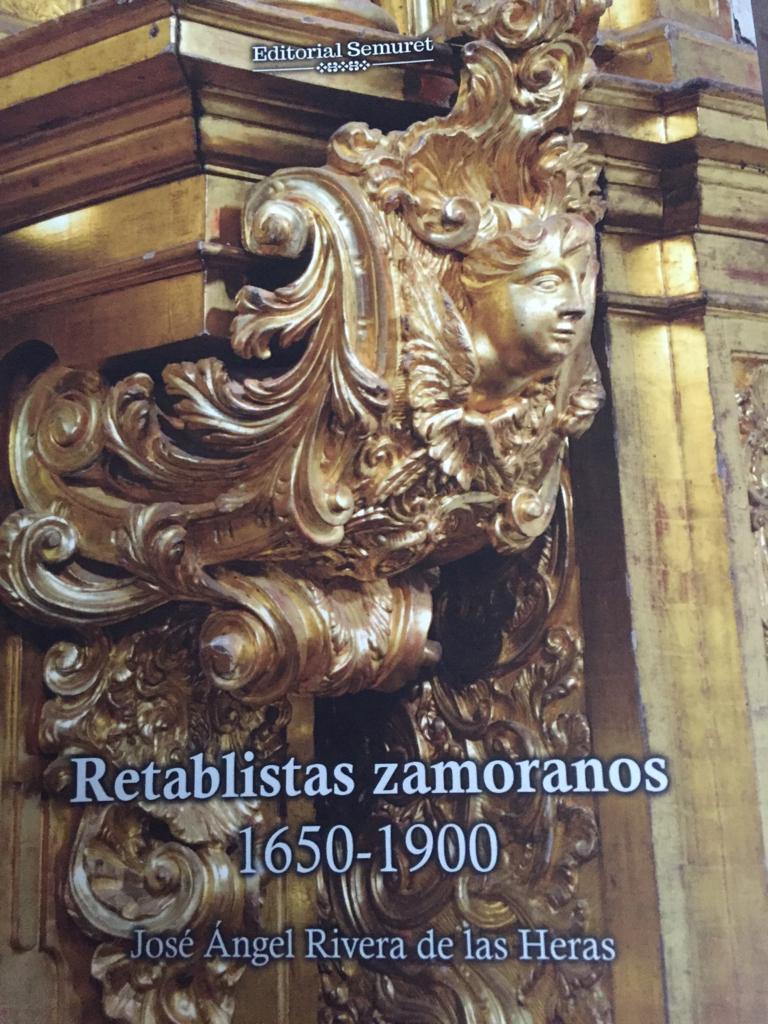 Editorial Semuret
Retablistas zamoranos
1650-1900
José Ángel Rivera de las Heras